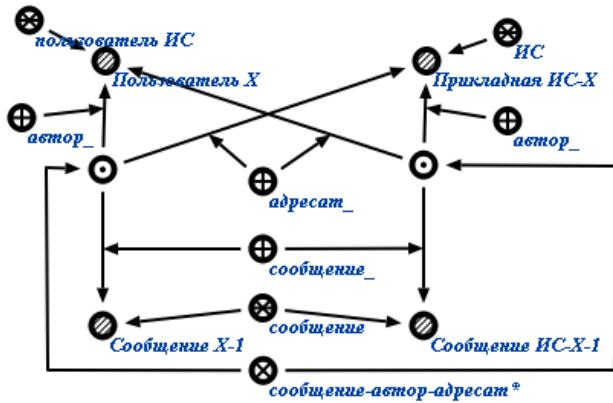 пользователь ИС
ИС
Пользователь X
Прикладная ИС-X
автор_
автор_
адресат_
сообщение_
сообщение
Сообщение X-1
Сообщение ИС-X-1
сообщение-автор-адресат*